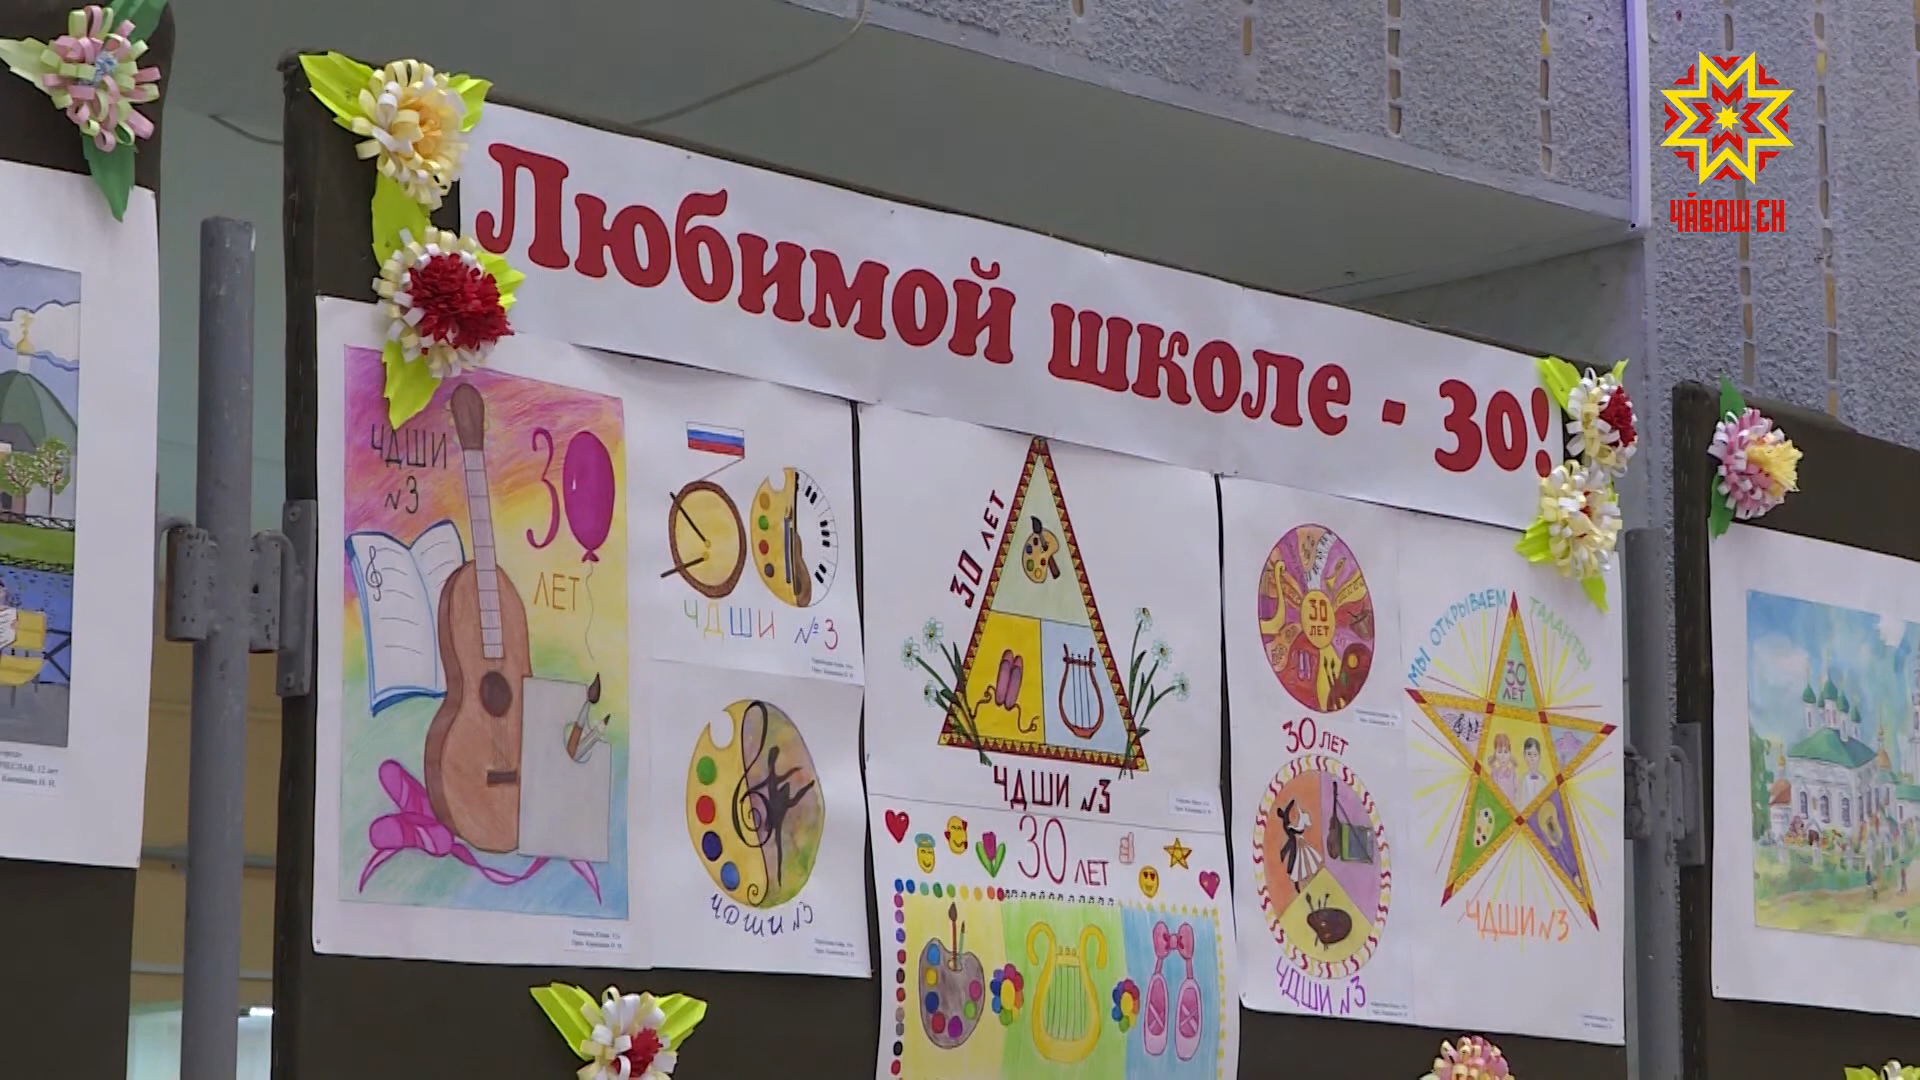 Любимой школе - 30!
ЧĂВАШ ЕН
ЧДШИ
№3
30
ЛЕТ
ЧДШИ №3
ЧДШИ №3
30 ЛЕТ
ЧДШИ №3
30 ЛЕТ
30
ЛЕТ
30 ЛЕТ
ЧДШИ №3
МЫ ОТКРЫВАЕМ ТАЛАНТЫ
30
ЛЕТ
ЧДШИ №3